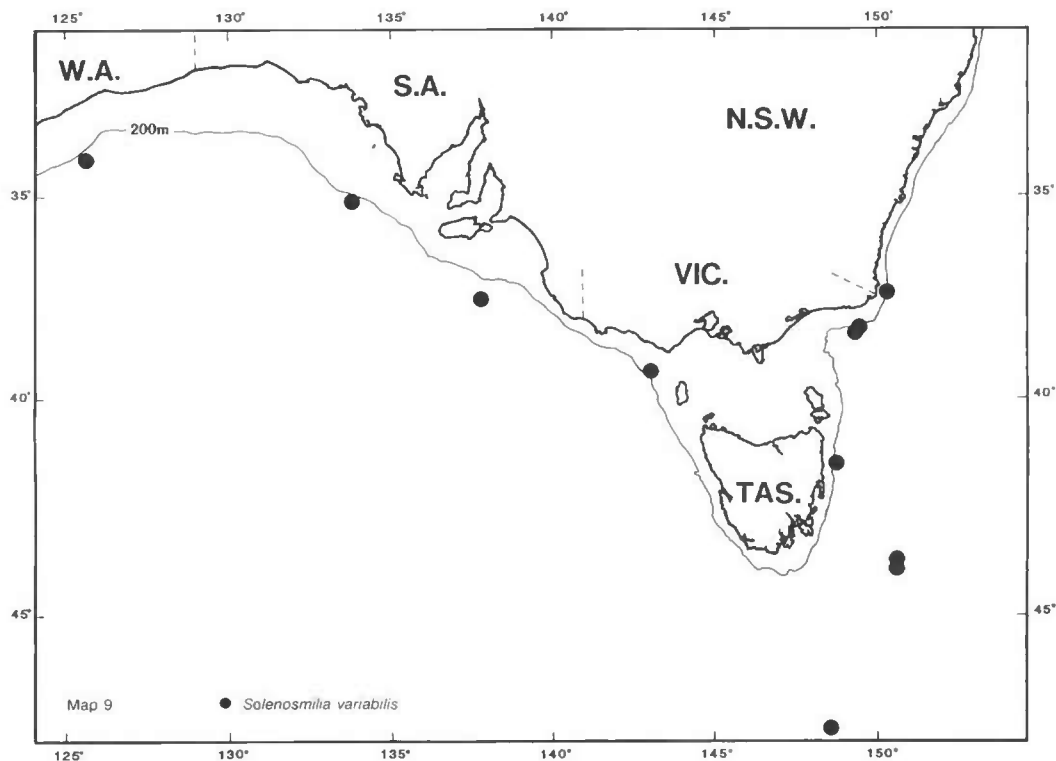 125° 130° 135° 140° 145° 150°
W.A.
S.A.
N.S.W.
200m
35° 35°
VIC.
40° 40°
TAS.
45° 45°
Map 9 Solenosmilia variabilis
125° 130° 135° 140° 145° 150°